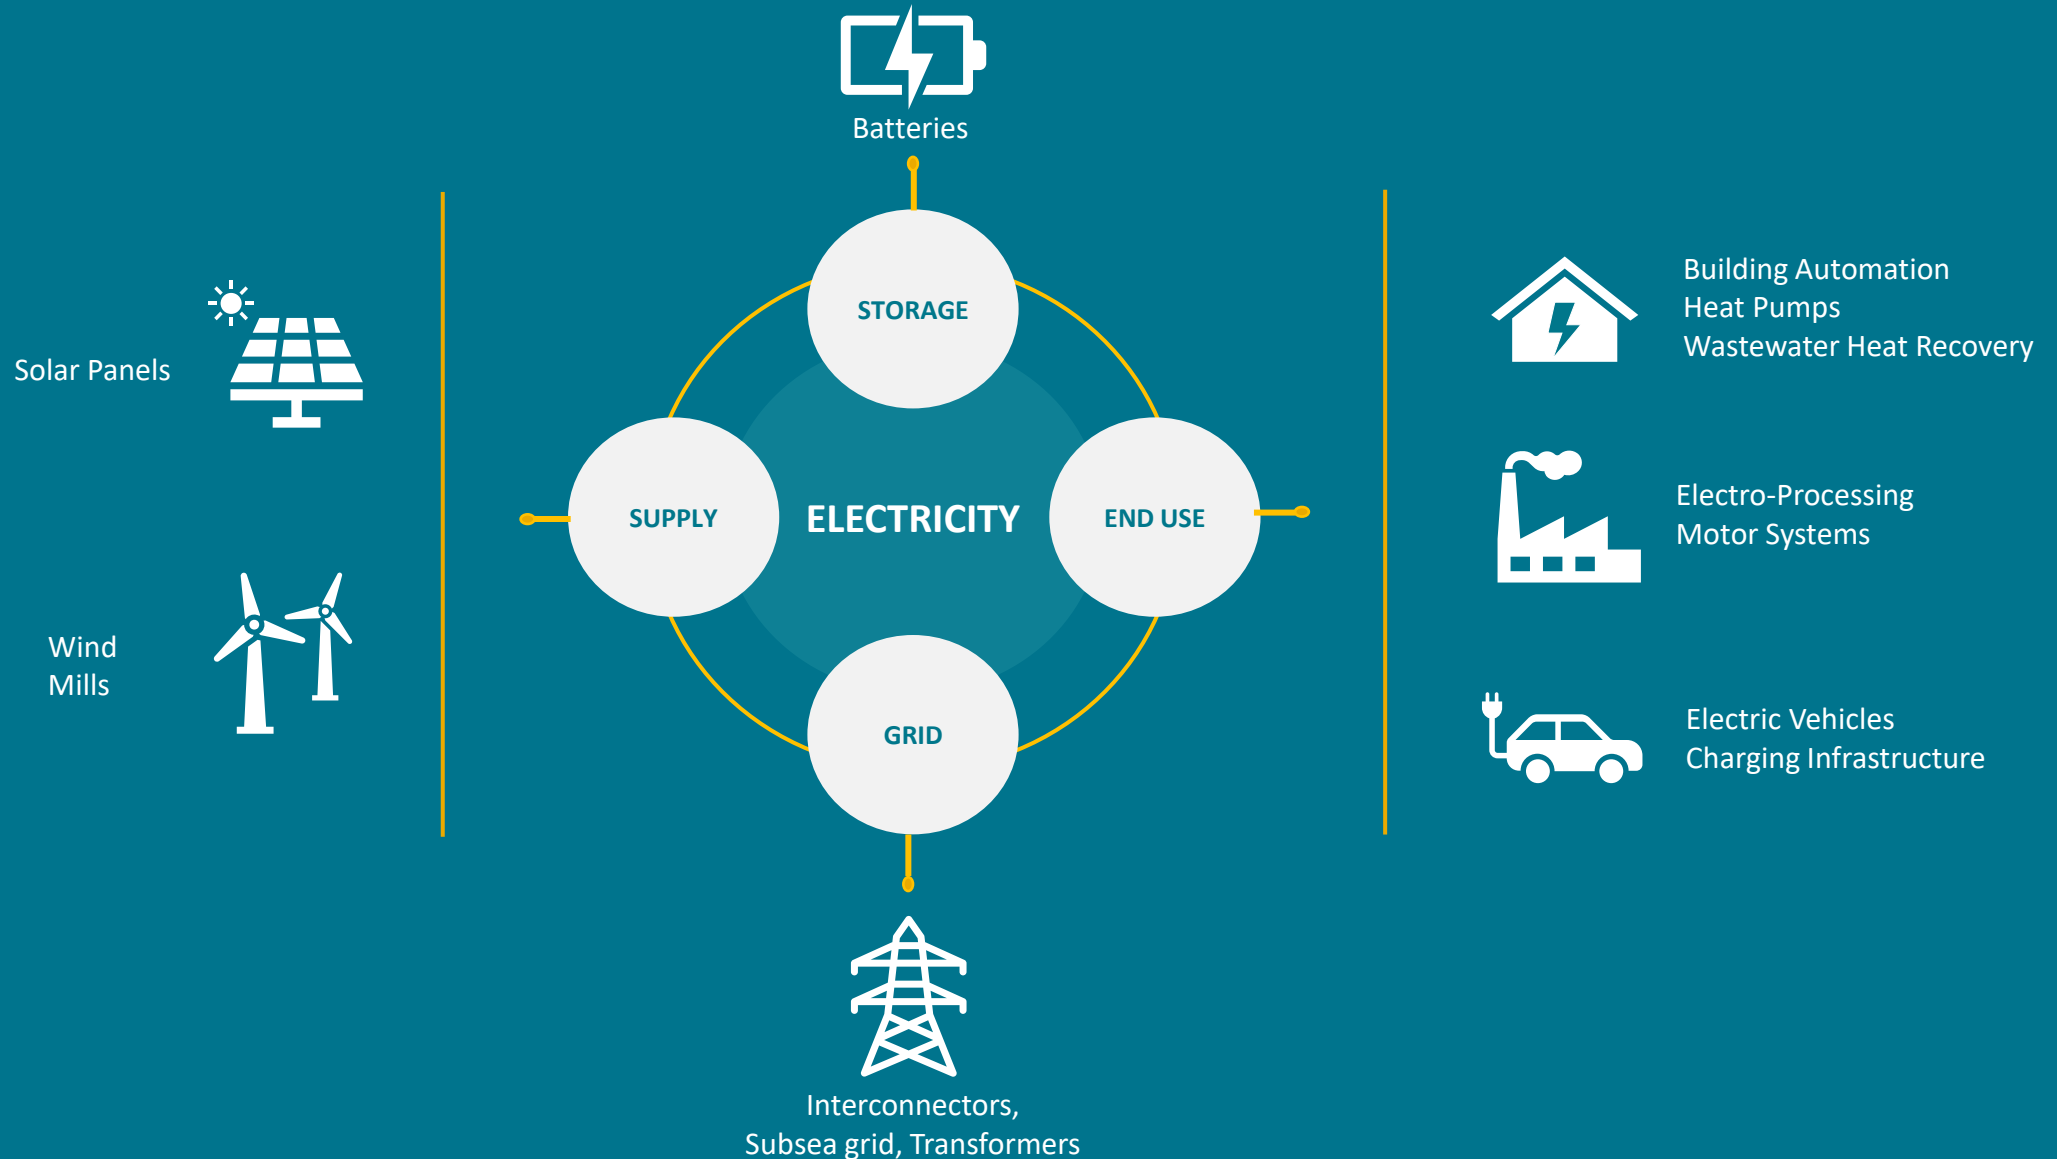 Batteries
STORAGE
Solar Panels
Wind
Mills
SUPPLY
ELECTRICITY
END USE
GRID
Building Automation
Heat Pumps
Wastewater Heat Recovery
Electro-Processing
Motor Systems
Electric Vehicles
Charging Infrastructure
Interconnectors,
Subsea grid, Transformers